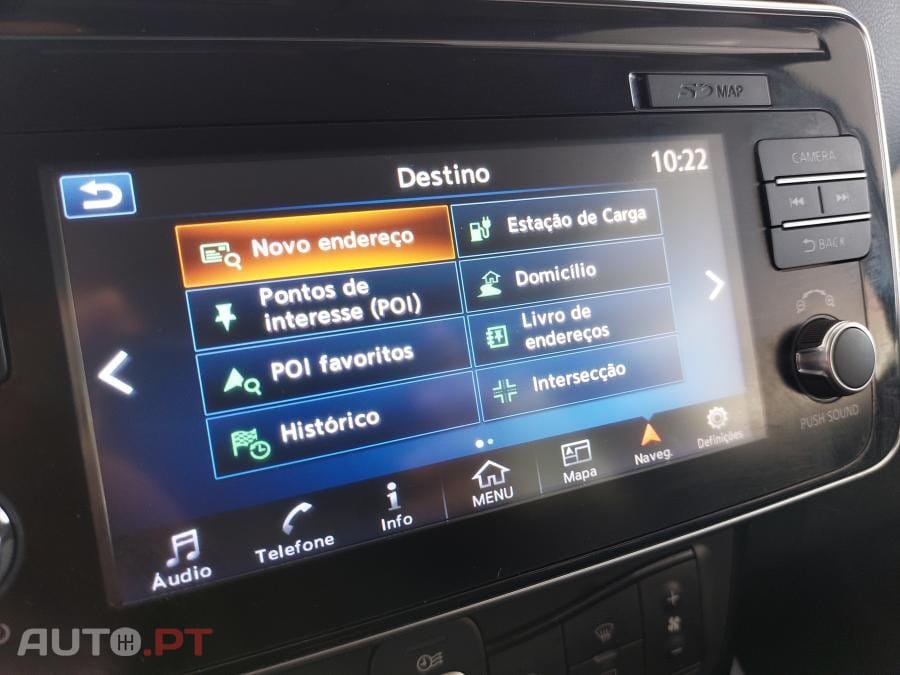 SD MAP
CAMERA
BACK
PUSH SOUND
Destino
10:22
Novo endereço
Estação de Carga
Pontos de
interesse (POI)
Domicílio
POI favoritos
Livro de
endereços
Histórico
Intersecção
Áudio
Telefone
Info
MENU
Mapa
Naveg.
Definições
AUTO.PT